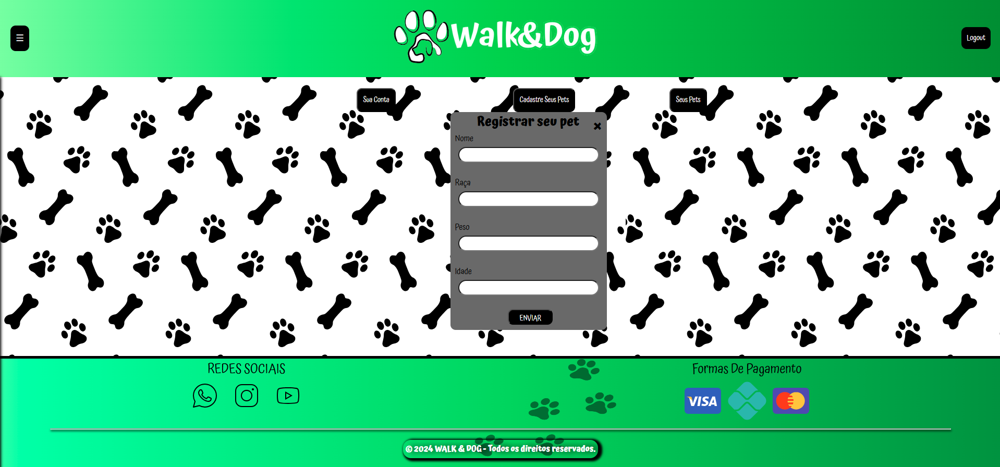 ☰
Walk&Dog
Logout
Sua Conta
Cadastre Seus Pets
Seus Pets
Registrar seu pet
✖
Nome
Raça
Peso
Idade
ENVIAR
REDES SOCIAIS
Formas De Pagamento
VISA
© 2024 WALK & DOG - Todos os direitos reservados.